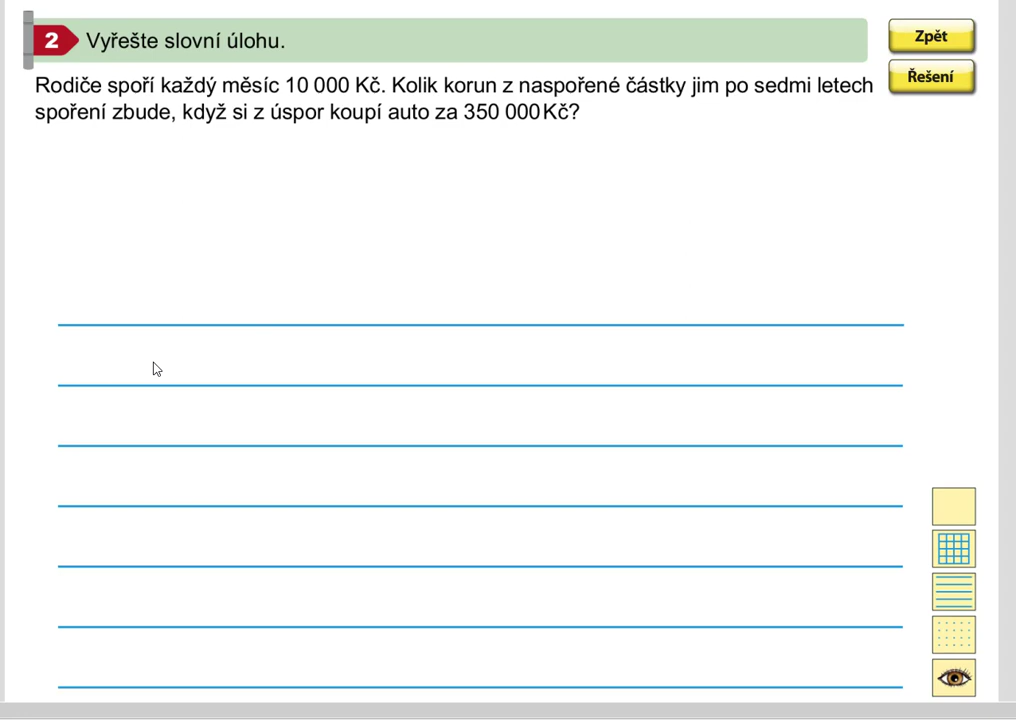 2 Vyřešte slovní úlohu.
Zpět
Řešení
Rodiče spoří každý měsíc 10 000 Kč. Kolik korun z naspořené částky jim po sedmi letech
spoření zbude, když si z úspor koupí auto za 350 000 Kč?